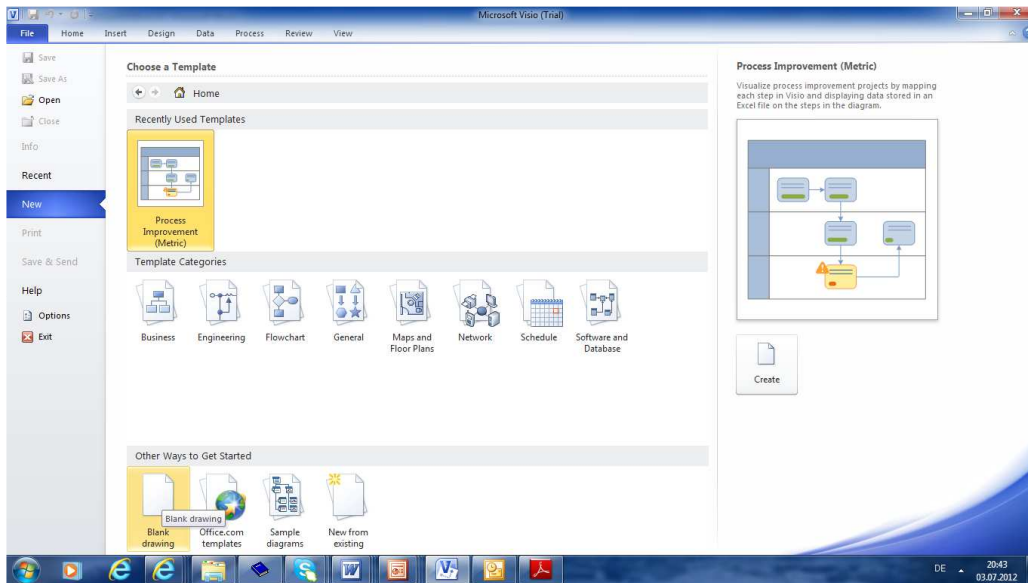 Microsoft Visio (Trial)
File Home Insert Design Data Process Review View
Save
Save As
Open
Close
Info
Recent
New
Print
Save & Send
Help
Options
Exit
Choose a Template
Home
Recently Used Templates
Process
Improvement
(Metric)
Template Categories
Business
Engineering
Flowchart
General
Maps and
Floor Plans
Network
Schedule
Software and
Database
Other Ways to Get Started
Blank drawing
Blank
drawing
Office.com
templates
Sample
diagrams
New from
existing
Process Improvement (Metric)
Visualize process improvement projects by mapping
each step in Visio and displaying data stored in an
Excel file on the steps in the diagram.
Create
DE
20:43
03.07.2012